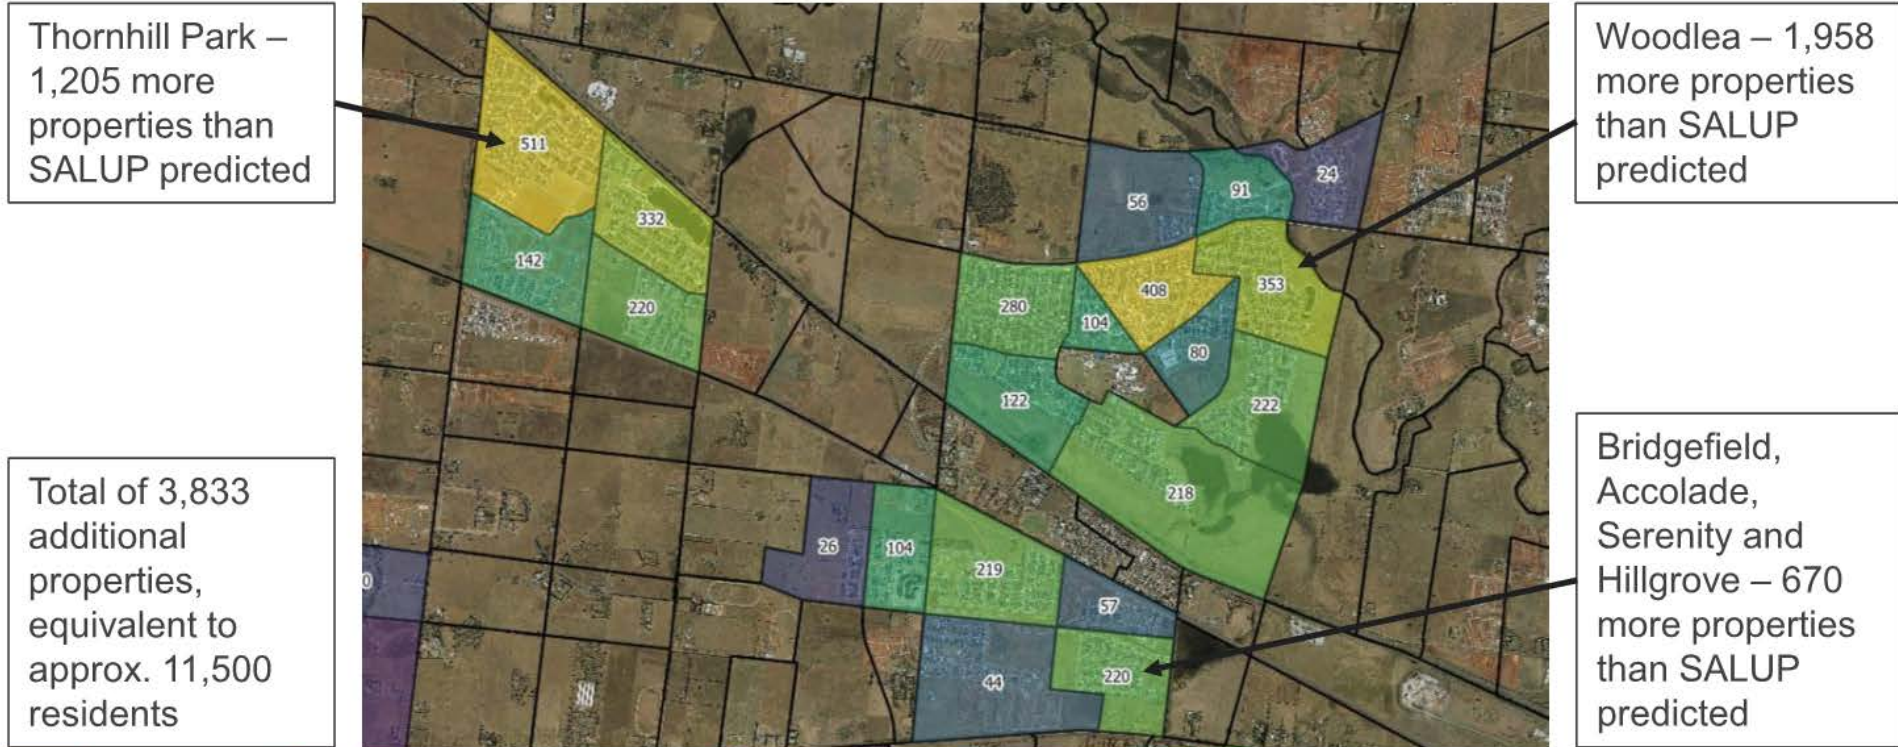 Thornhill Park –
1,205 more
properties than
SALUP predicted
Woodlea – 1,958
more properties
than SALUP
predicted
Total of 3,833
additional
properties,
equivalent to
approx. 11,500
residents
Bridgefield,
Accolade,
Serenity and
Hillgrove – 670
more properties
than SALUP
predicted
511
332
142
220
56
91
24
280
104
408
353
80
122
222
218
26
104
219
57
44
220
0